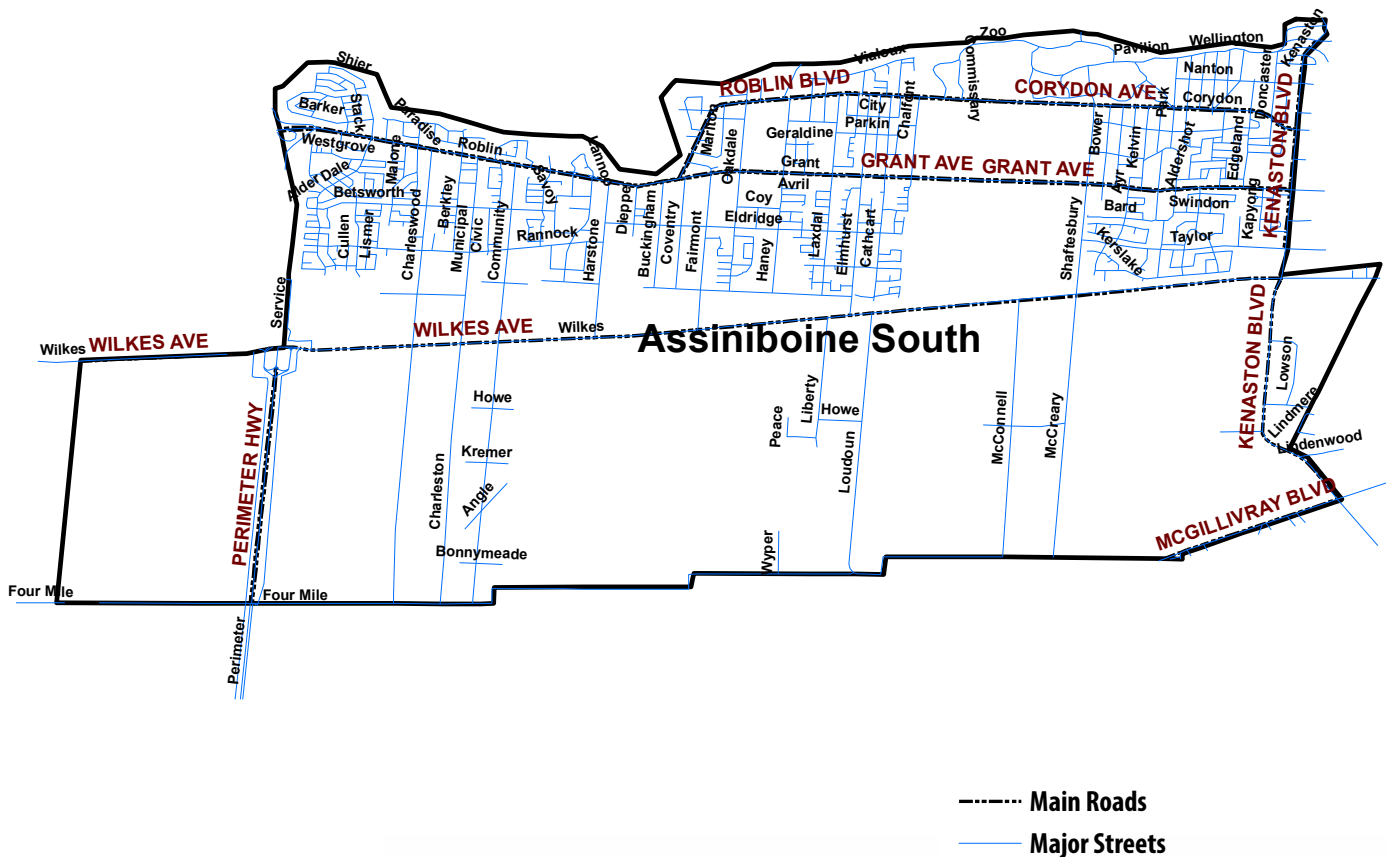 Zoo
Kenaston
Wellington
Pavilion
Vialoux
Shier
Commissary
Nanton
Doncaster
ROBLIN BLVD
CORYDON AVE
KENASTON BLVD
Barker
Stack
Paradise
City
Chalfont
Park
Corydon
Parkin
Marlton
Geraldine
Westgrove
Malone
Roblin
Lannoo
Oakdale
Grant
GRANT AVE
GRANT AVE
Bower
Kelvin
Aldershot
Edgeland
Alder Dale
Betsworth
Savoy
Avril
Ayr
Coy
Bard
Swindon
Kapyong
Cullen
Lismer
Charleswood
Berkley
Municipal
Civic
Community
Rannock
Harstone
Dieppe
Buckingham
Coventry
Fairmont
Eldridge
Haney
Laxdal
Elmhurst
Cathcart
Shaftesbury
Kerslake
Taylor
Service
KENASTON BLVD
Wilkes
WILKES AVE
WILKES AVE
Wilkes
Assiniboine South
Lowson
Howe
Peace
Liberty
Howe
McConnell
McCreary
Lindmere
Lindenwood
PERIMETER HWY
Kremer
Charleston
Angle
Loudoun
MCGILLIVRAY BLVD
Bonnymeade
Wyper
Four Mile
Four Mile
Perimeter
Main Roads
Major Streets